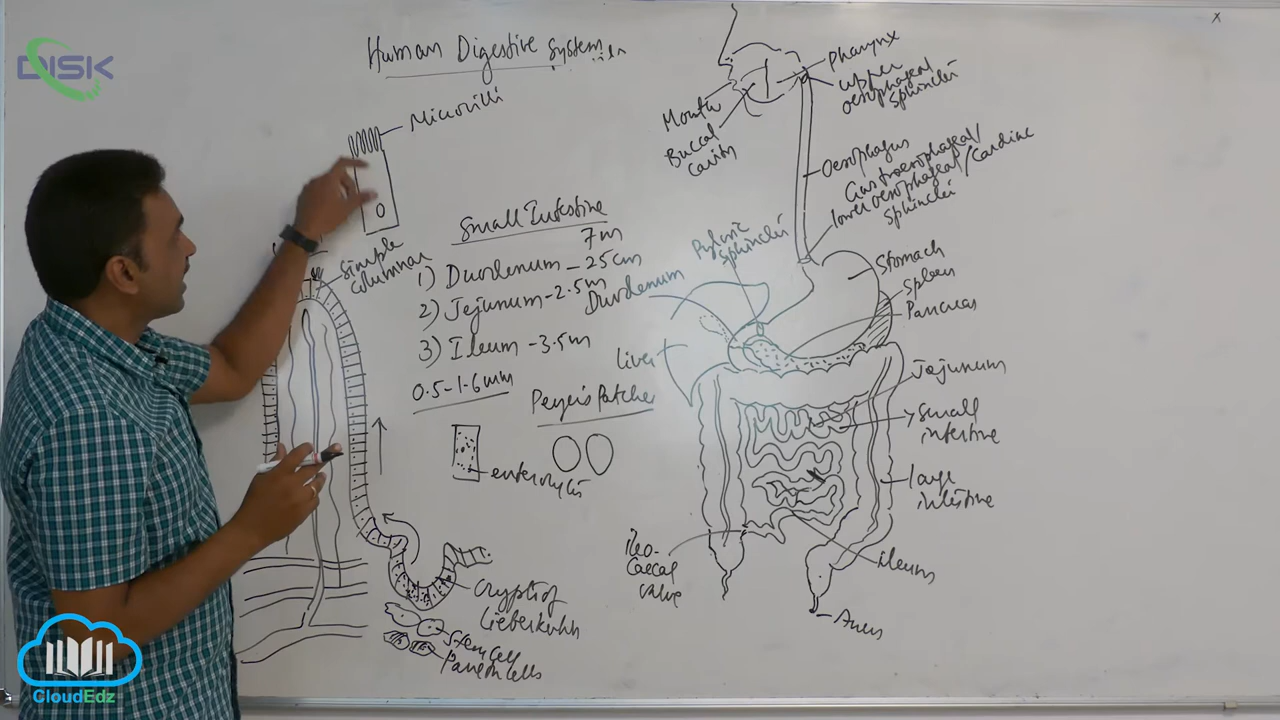 DISK
Human Digestive System
Microvilli
simple
columnar
Small Intestine
7m
1) Duodenum - 25cm
2) Jejunum - 2.5m
3) Ileum - 3.5m
0.5-1.6mm
Peyer's Patches
enterocytes
Crypts of
Lieberkuhn
Stem cell
Paneth cells
Pharynx
upper
oesophageal
sphincter
Mouth
Buccal
cavity
Oesophagus
Gastroesophageal/
lower oesophageal/Cardiac
sphincter
Pyloric
sphincter
Duodenum
Stomach
Spleen
Pancreas
liver
Jejunum
Small
intestine
large
intestine
Ileo-
Caecal
valve
ileum
Anus
CloudEdz